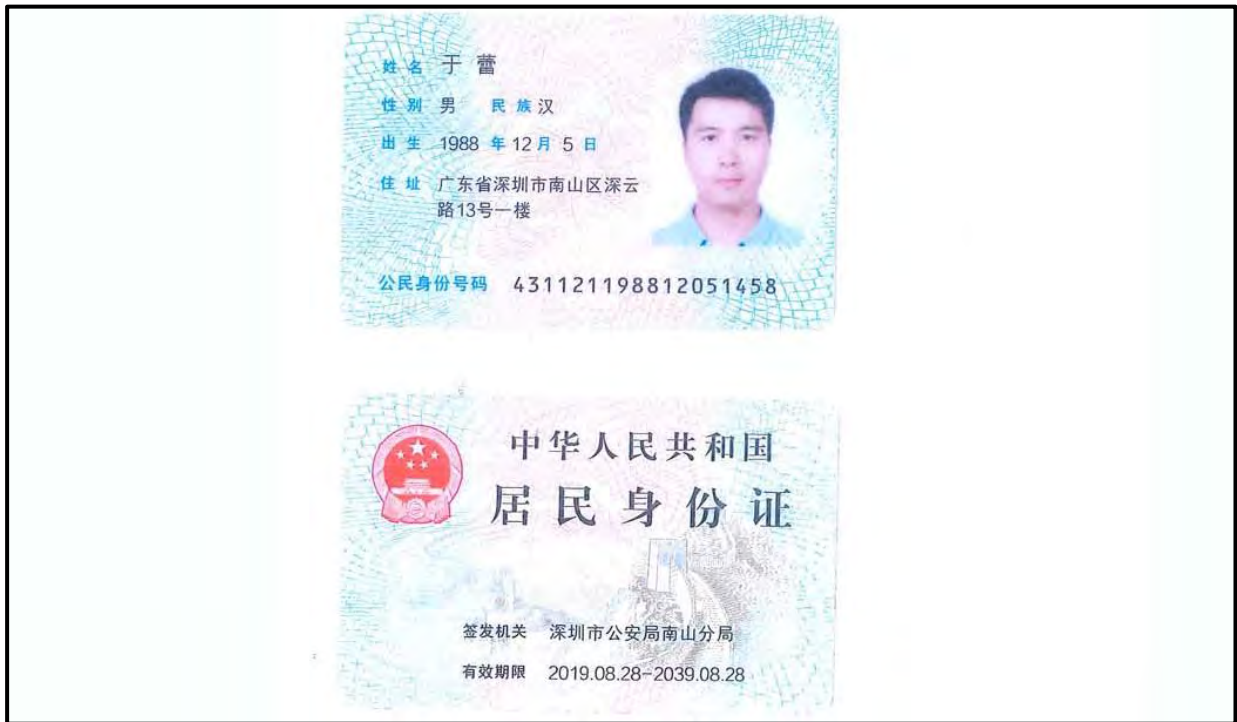 姓名 于蕾
性别 男 民族 汉
出生 1988 年 12 月 5 日
住址 广东省深圳市南山区深云
路13号一楼
公民身份号码 431121198812051458
中华人民共和国
居民身份证
签发机关 深圳市公安局南山分局
有效期限 2019.08.28-2039.08.28